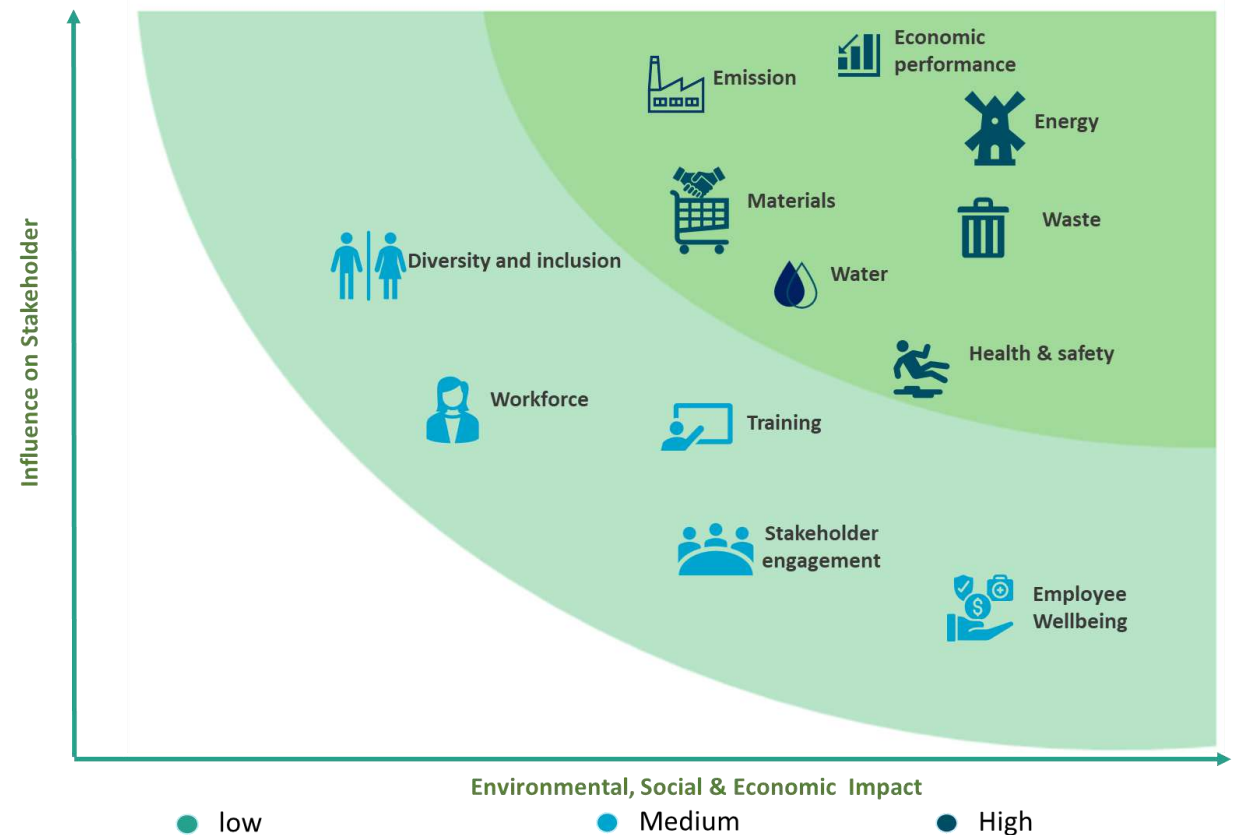 Economic
performance
Emission
Energy
Materials
Waste
Diversity and inclusion
Water
Health & safety
Workforce
Training
Stakeholder
engagement
Employee
Wellbeing
Influence on Stakeholder
Environmental, Social & Economic Impact
low
Medium
High
$